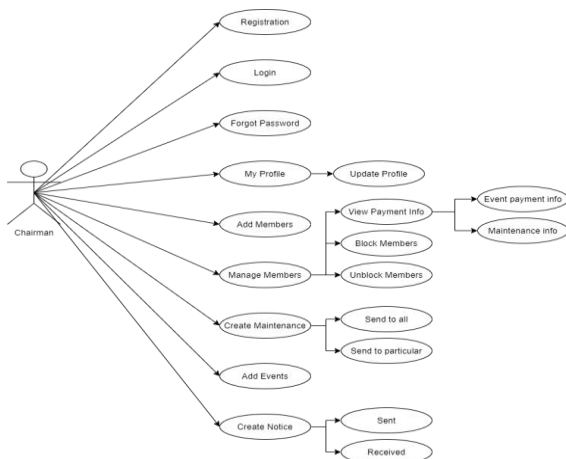 Registration
Login
Forgot Password
My Profile
Update Profile
Chairman
Add Members
View Payment Info
Event payment info
Maintenance info
Block Members
Manage Members
Unblock Members
Create Maintenance
Send to all
Send to particular
Add Events
Create Notice
Sent
Received